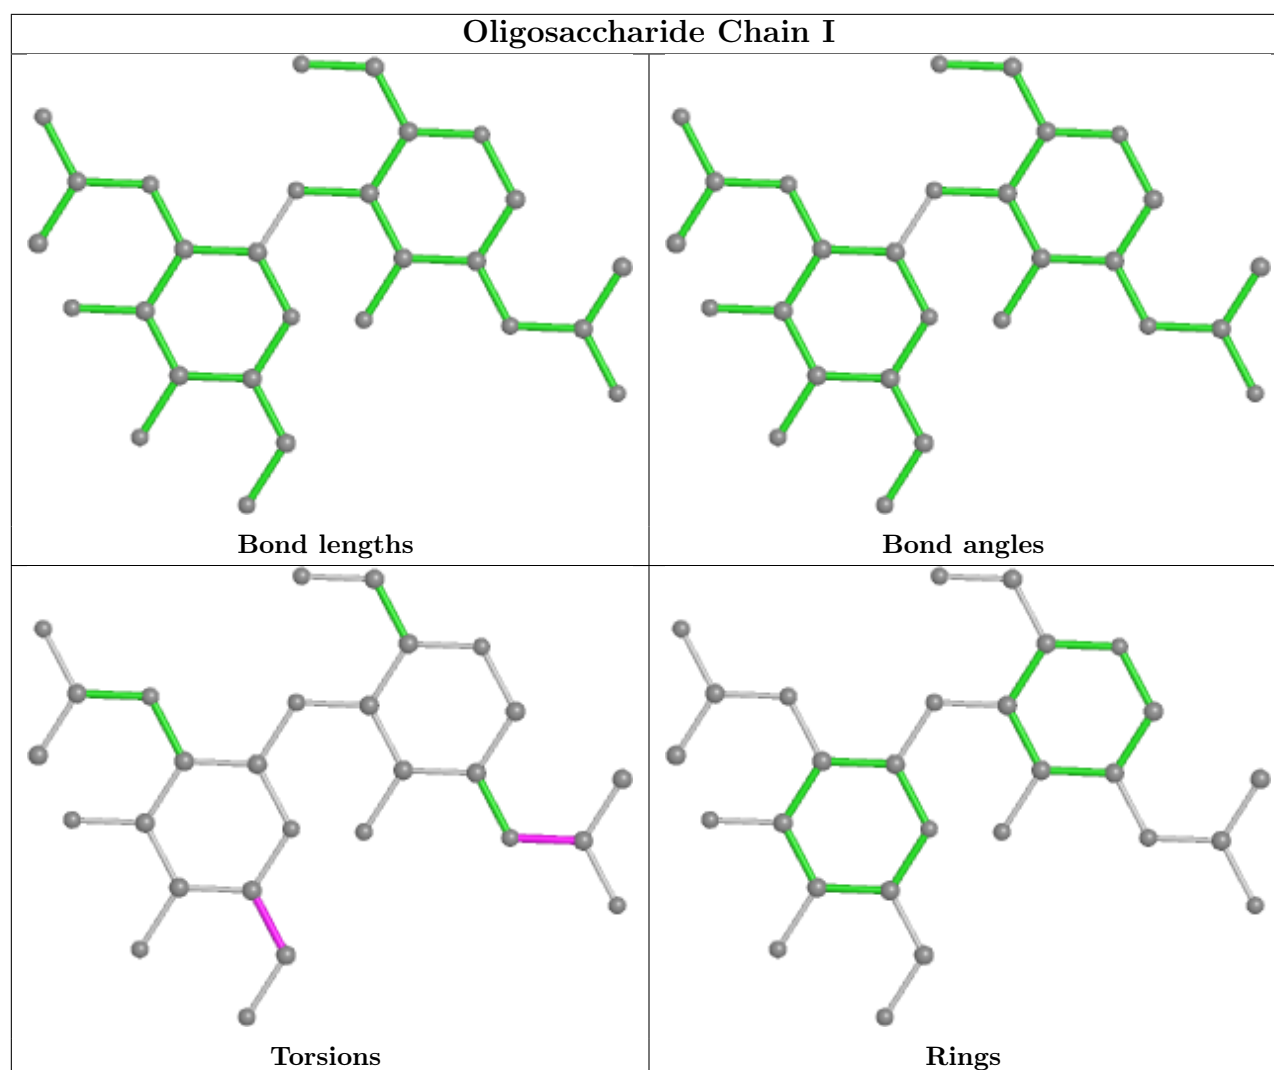 Oligosaccharide Chain I
Bond lengths
Bond angles
Torsions
Rings